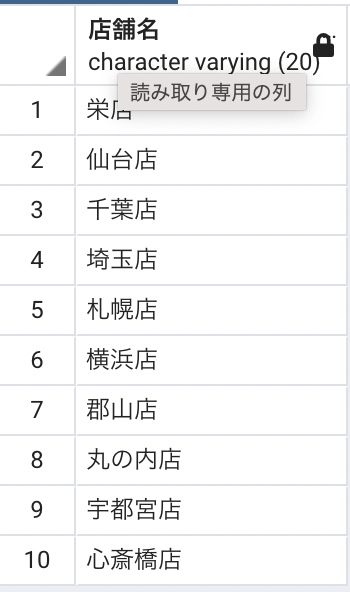 店舗名
character varying (20)
読み取り専用の列
1 栄店
2 仙台店
3 千葉店
4 埼玉店
5 札幌店
6 横浜店
7 郡山店
8 丸の内店
9 宇都宮店
10 心斎橋店